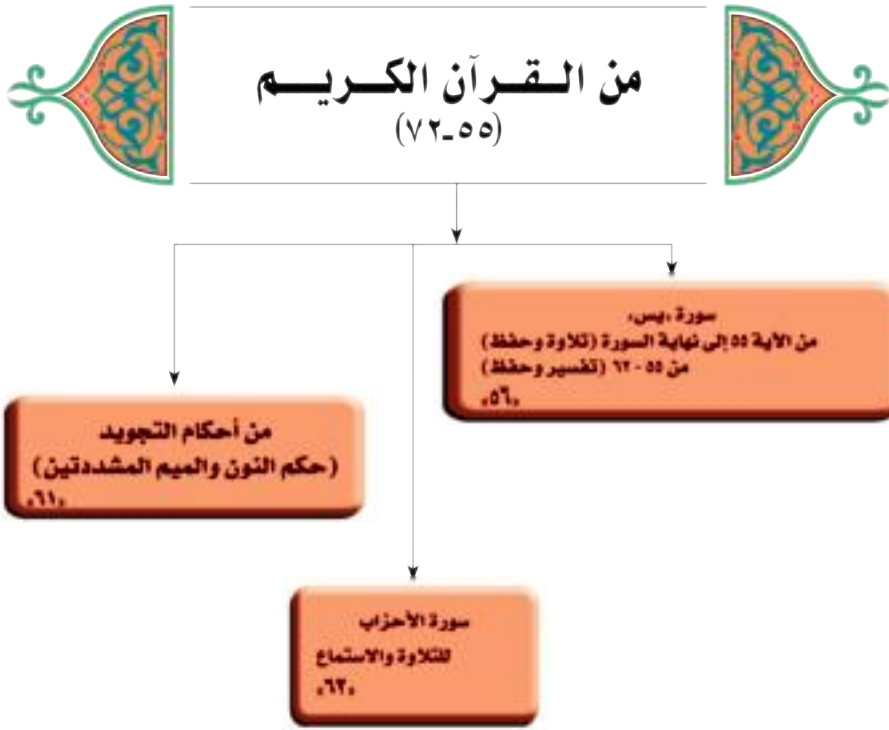 من القرآن الكريم
(٥٥-٧٢)
سورة «يس»
من الآية ٥٥ إلى نهاية السورة (تلاوة وحفظ)
من ٥٥ - ٦٢ (تفسير وحفظ)
«٥٦»
من أحكام التجويد
(حكم النون والميم المشددتين)
«٦١»
سورة الأحزاب
للتلاوة والاستماع
«٦٣»